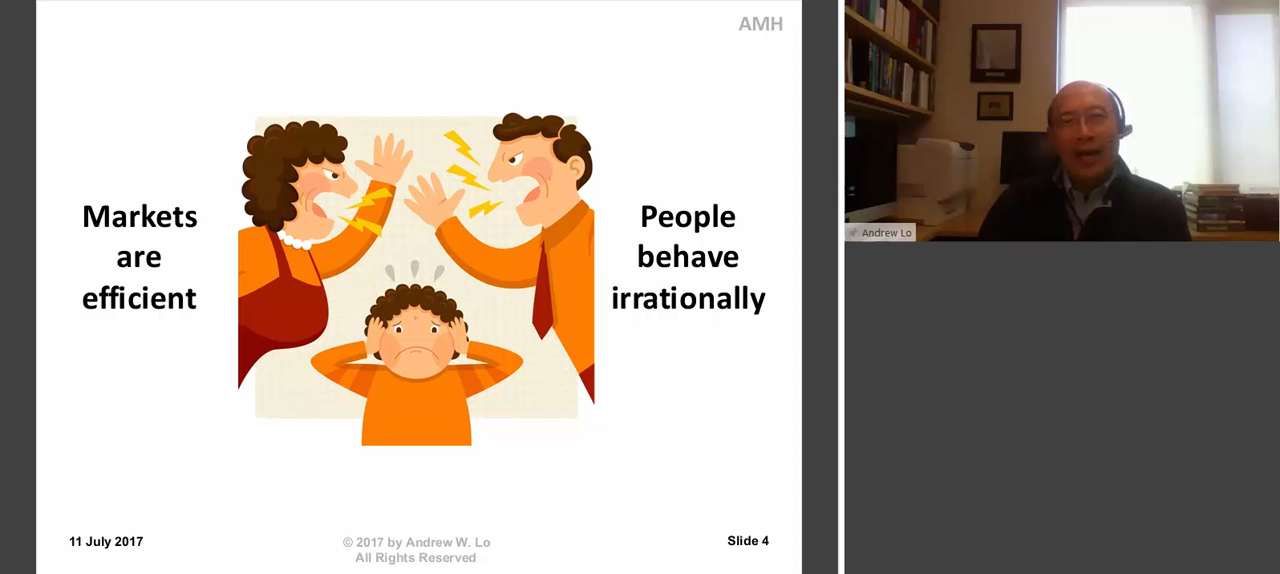 AMH
Markets
are
efficient
People
behave
irrationally
11 July 2017
© 2017 by Andrew W. Lo
All Rights Reserved
Slide 4
Andrew Lo